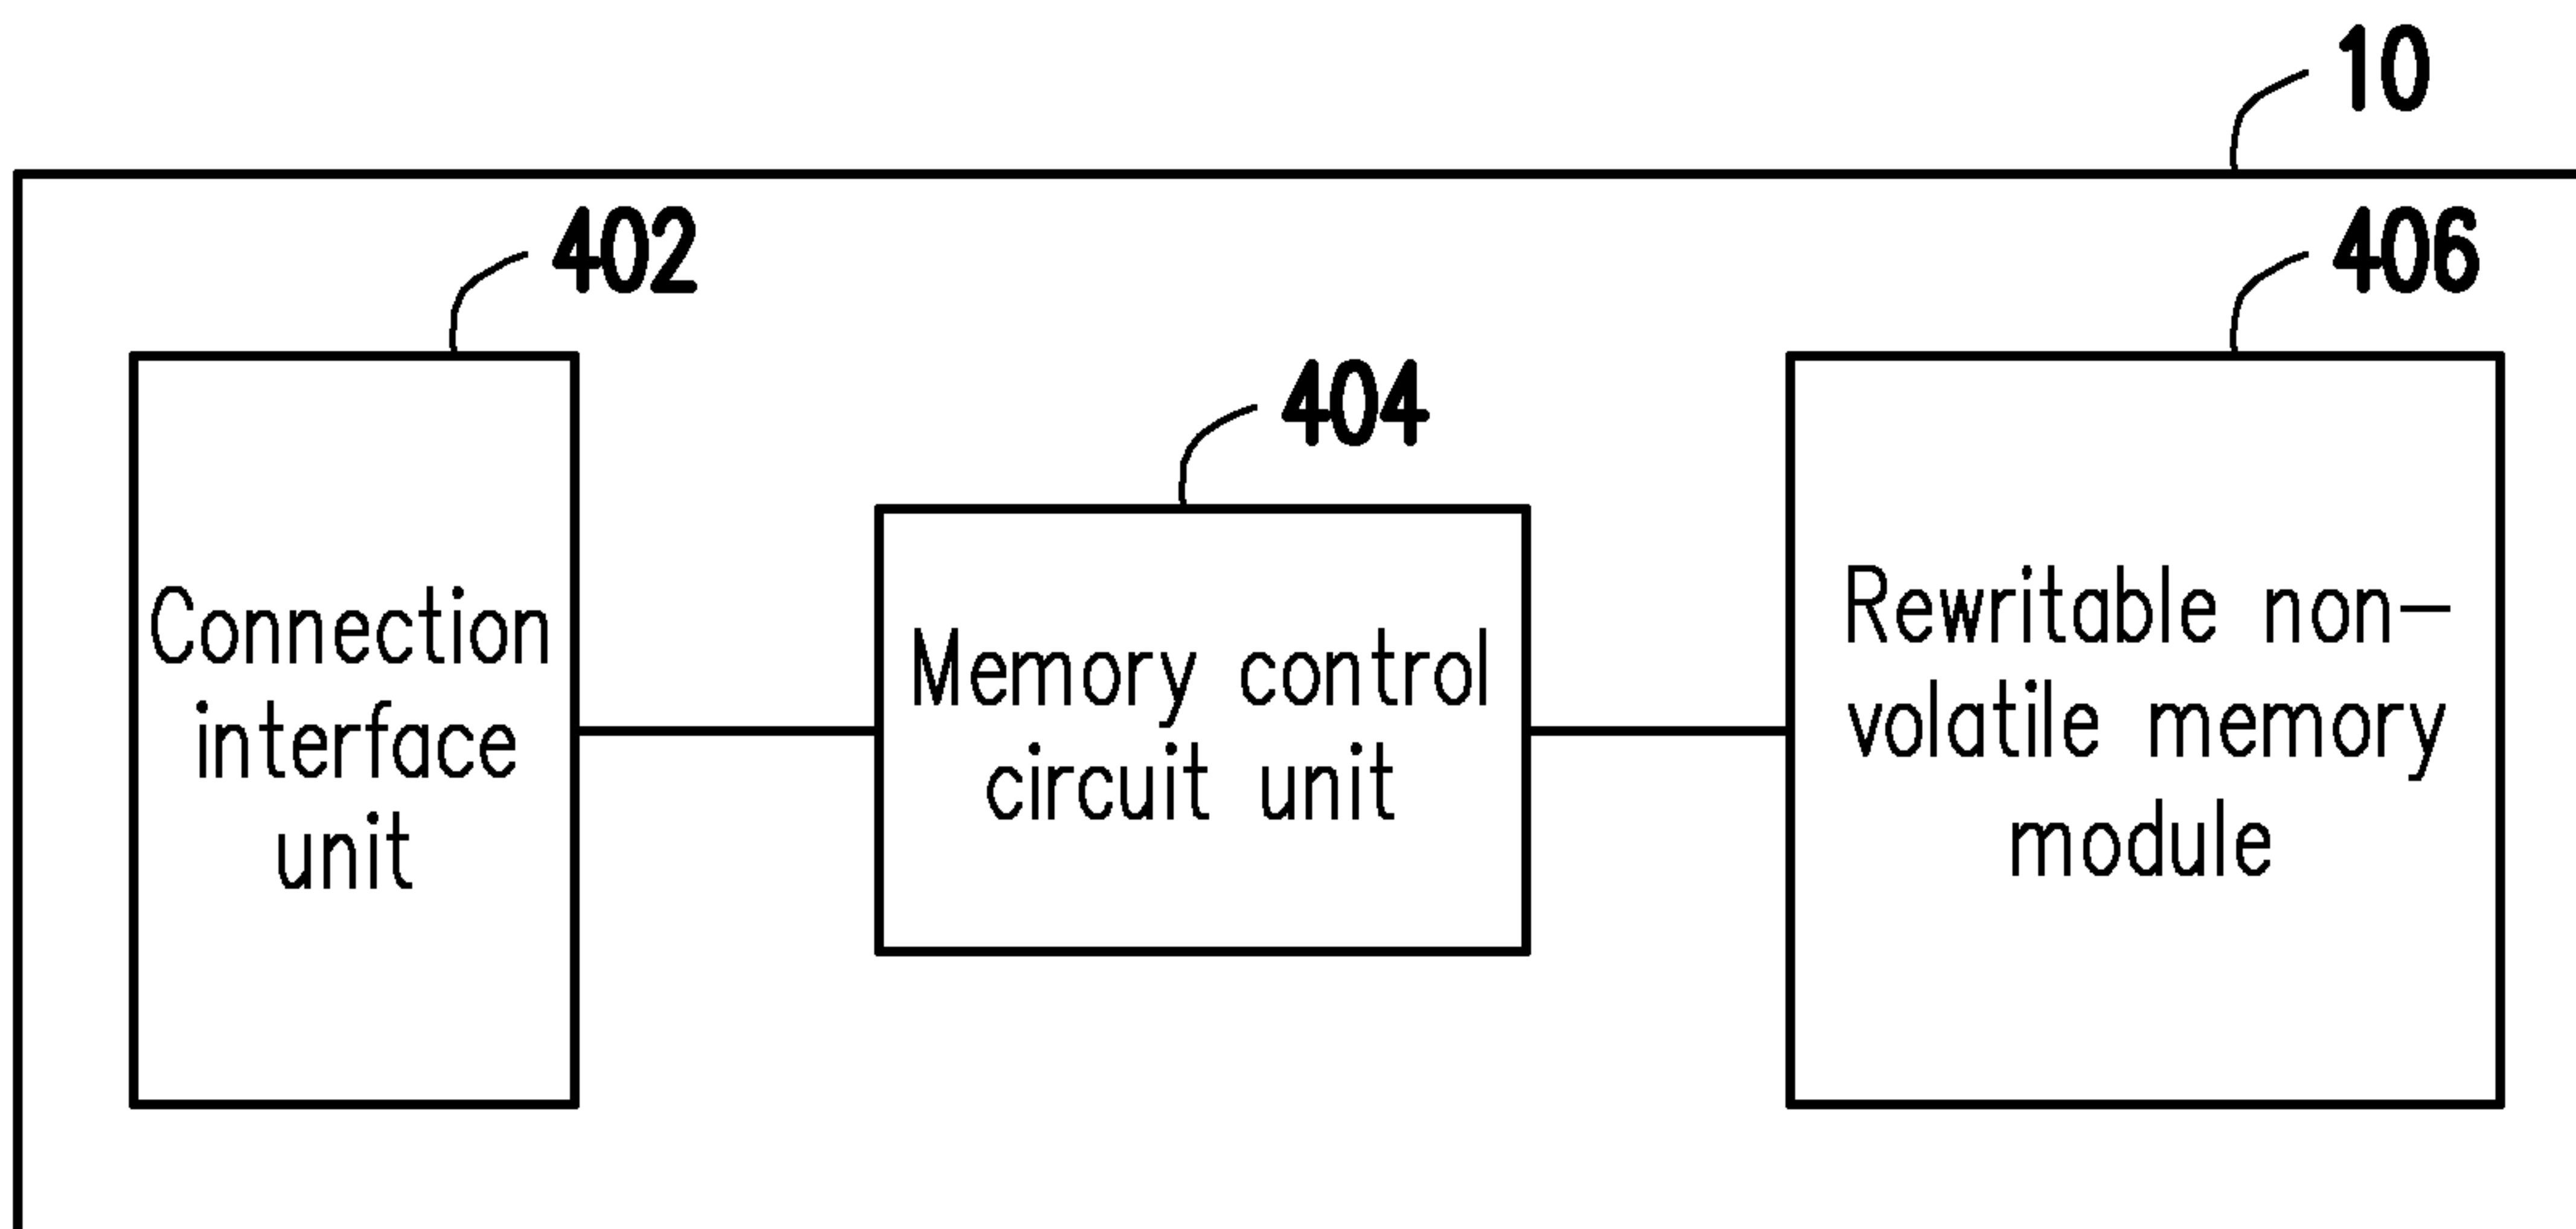 10
402
406
404
Connection
interface
unit
Memory control
circuit unit
Rewritable non-
volatile memory
module